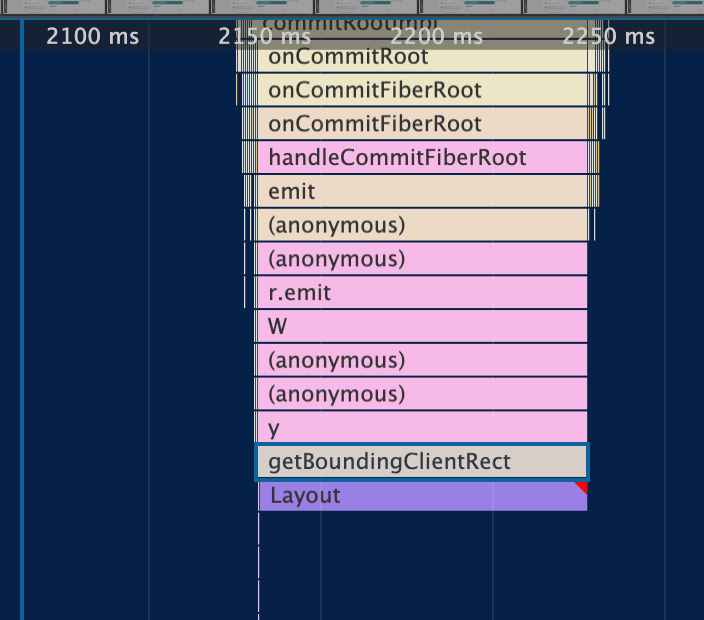 commitRootImpl
2100 ms 2150 ms 2200 ms 2250 ms
onCommitRoot
onCommitFiberRoot
onCommitFiberRoot
handleCommitFiberRoot
emit
(anonymous)
(anonymous)
r.emit
W
(anonymous)
(anonymous)
y
getBoundingClientRect
Layout